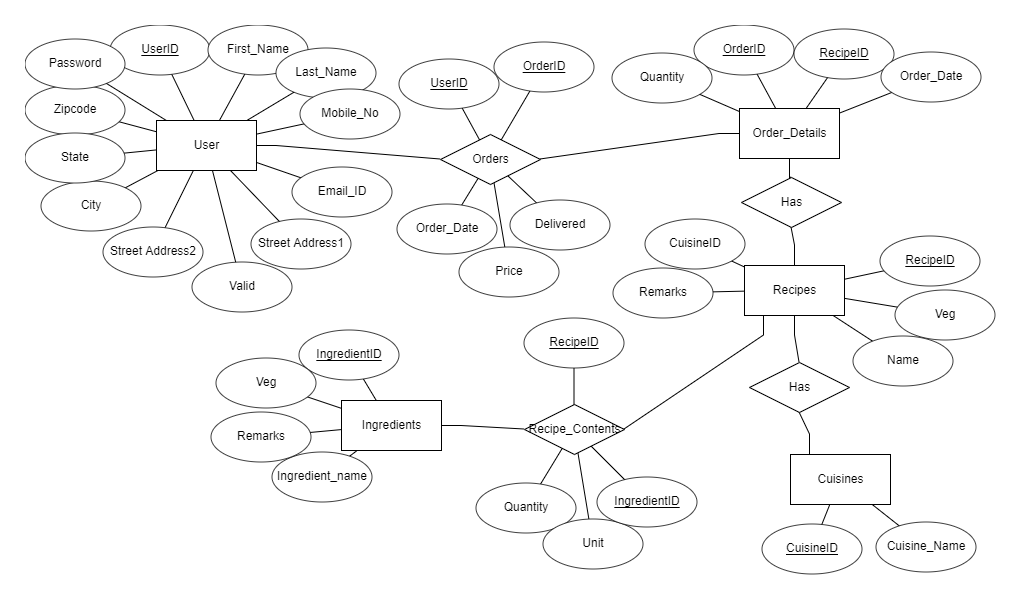 Password
UserID
First_Name
Last_Name
Zipcode
Mobile_No
State
User
City
Email_ID
Street Address2
Street Address1
Valid
UserID
OrderID
Orders
Order_Date
Delivered
Price
Quantity
OrderID
RecipeID
Order_Date
Order_Details
Has
CuisineID
Remarks
Recipes
RecipeID
Veg
Name
Has
Cuisines
CuisineID
Cuisine_Name
RecipeID
Recipe_Contents
Quantity
Unit
IngredientID
IngredientID
Veg
Remarks
Ingredients
Ingredient_name